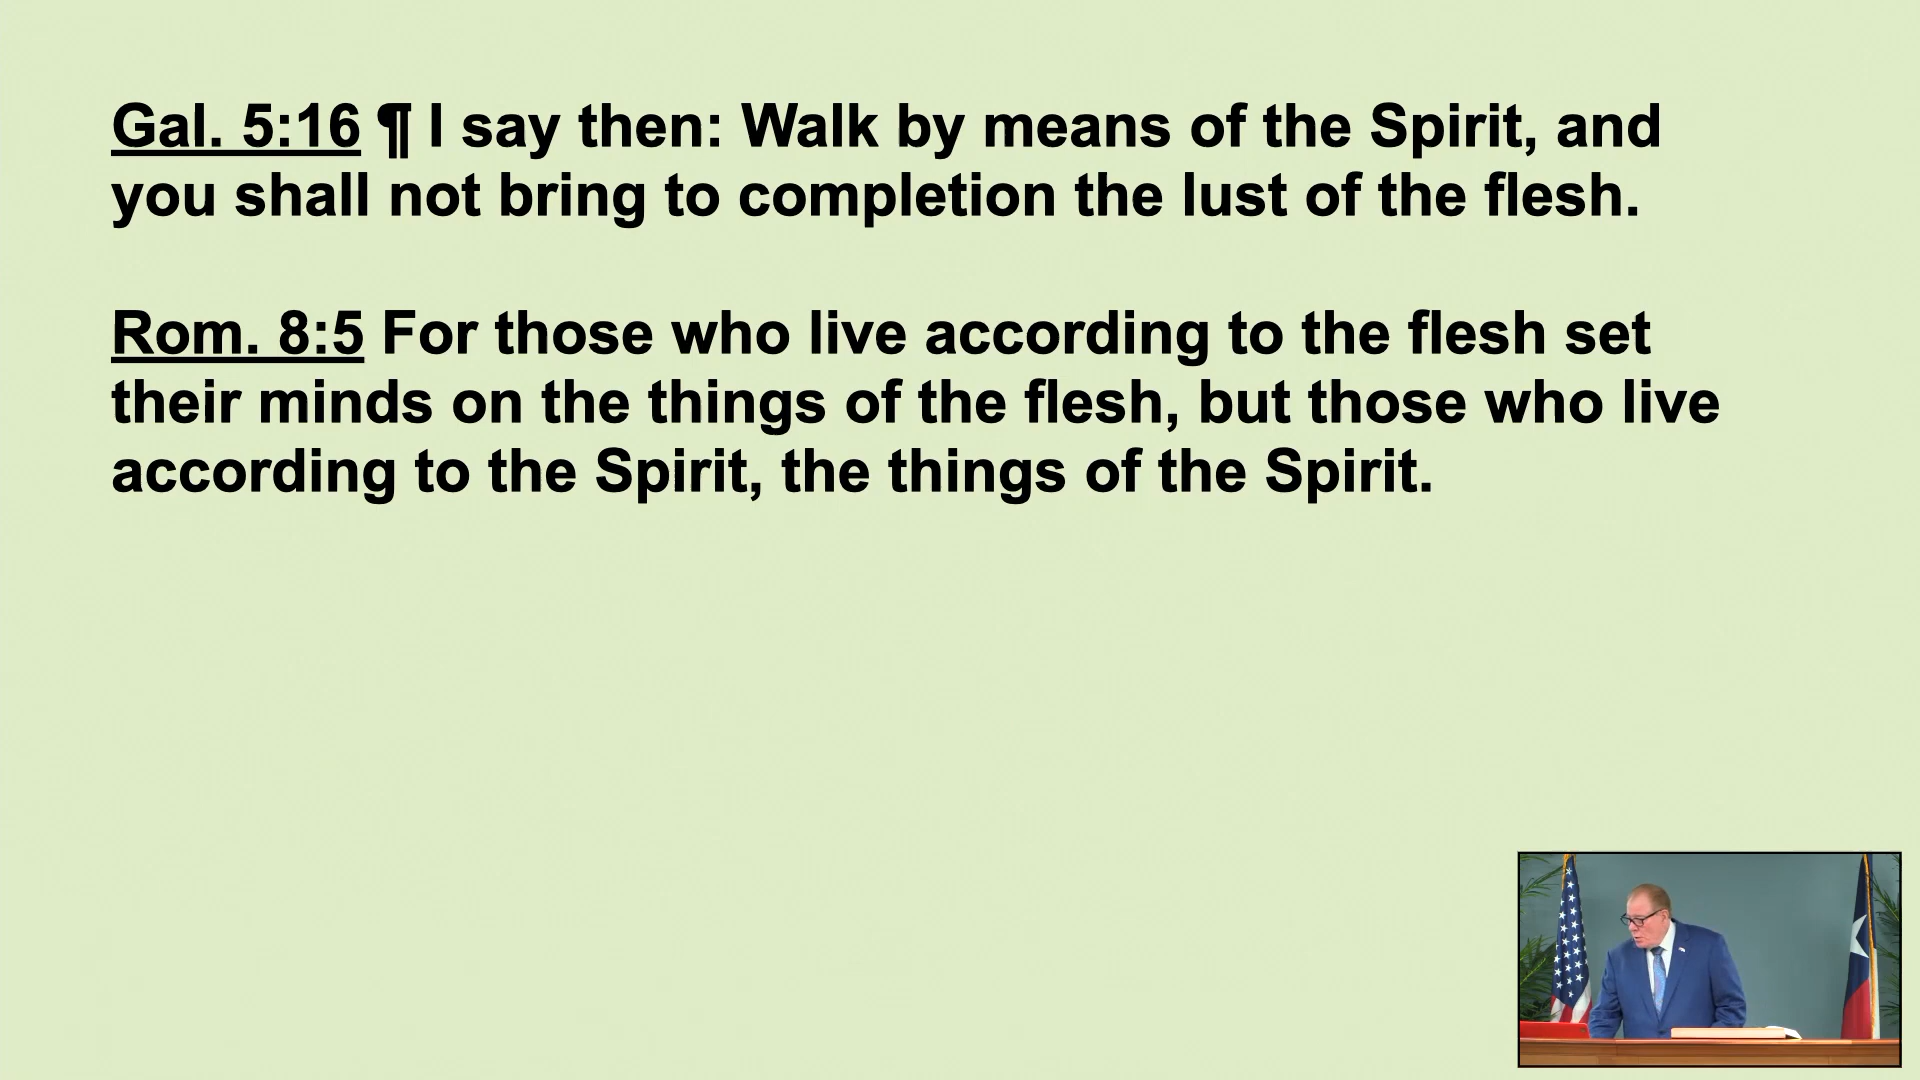 Gal. 5:16 ¶ I say then: Walk by means of the Spirit, and
you shall not bring to completion the lust of the flesh.
Rom. 8:5 For those who live according to the flesh set
their minds on the things of the flesh, but those who live
according to the Spirit, the things of the Spirit.